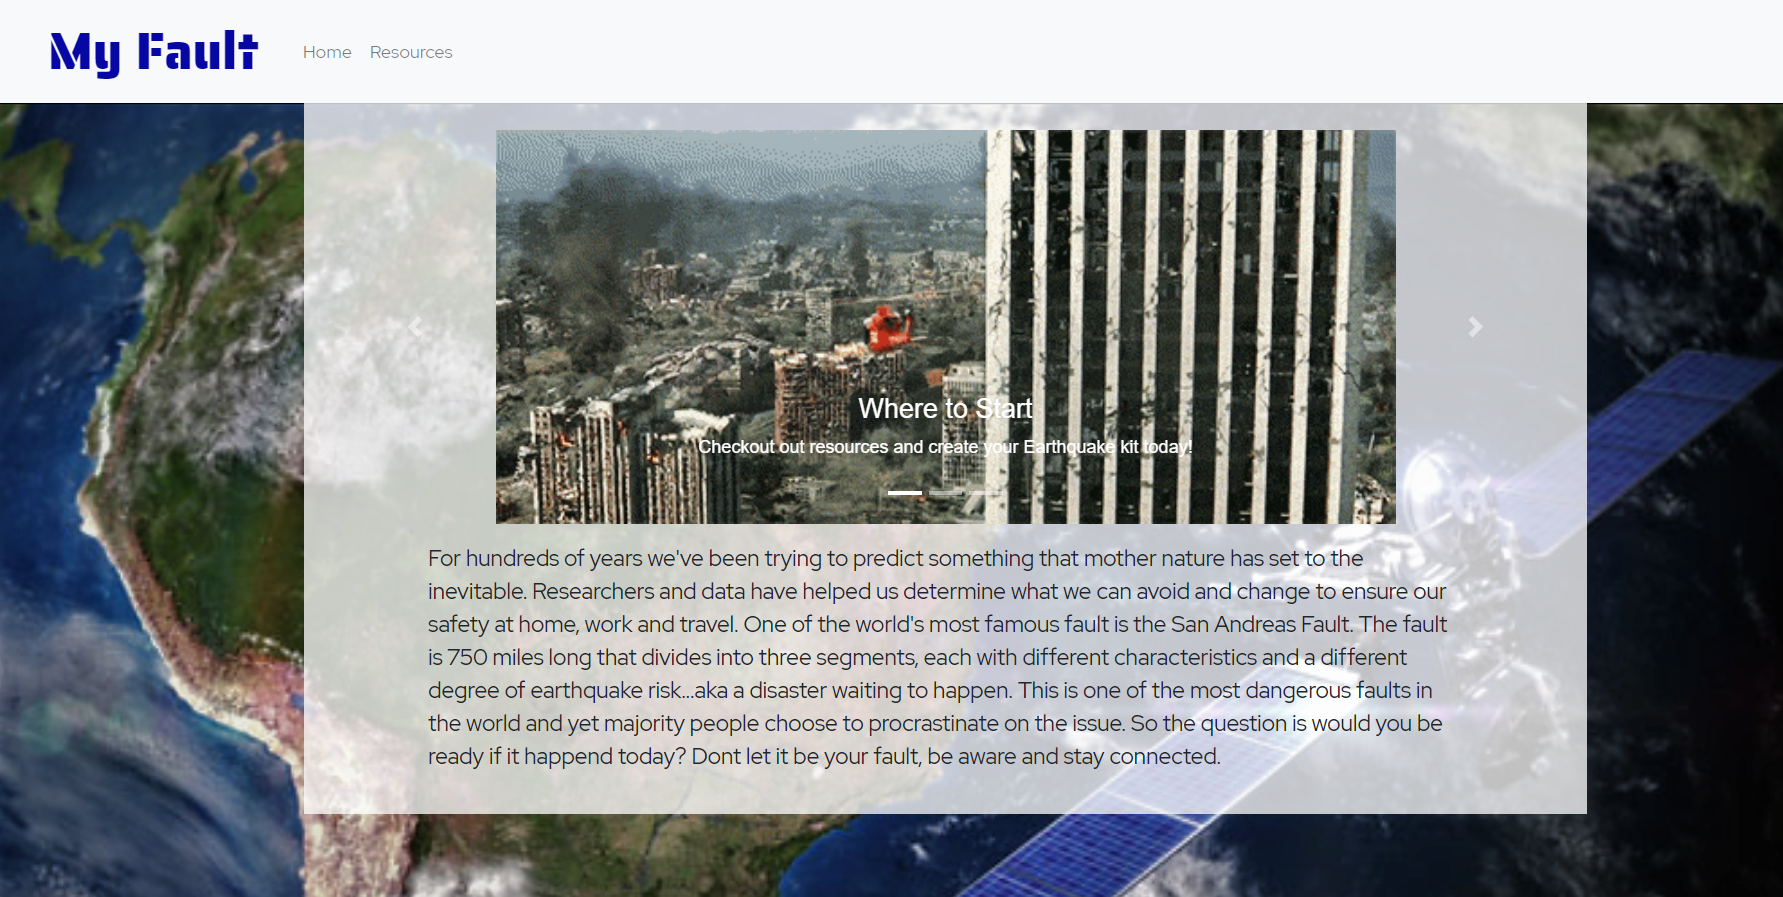 My Fault
Home Resources
Where to Start
Checkout out resources and create your Earthquake kit today!
For hundreds of years we've been trying to predict something that mother nature has set to the
inevitable. Researchers and data have helped us determine what we can avoid and change to ensure our
safety at home, work and travel. One of the world's most famous fault is the San Andreas Fault. The fault
is 750 miles long that divides into three segments, each with different characteristics and a different
degree of earthquake risk...aka a disaster waiting to happen. This is one of the most dangerous faults in
the world and yet majority people choose to procrastinate on the issue. So the question is would you be
ready if it happend today? Dont let it be your fault, be aware and stay connected.